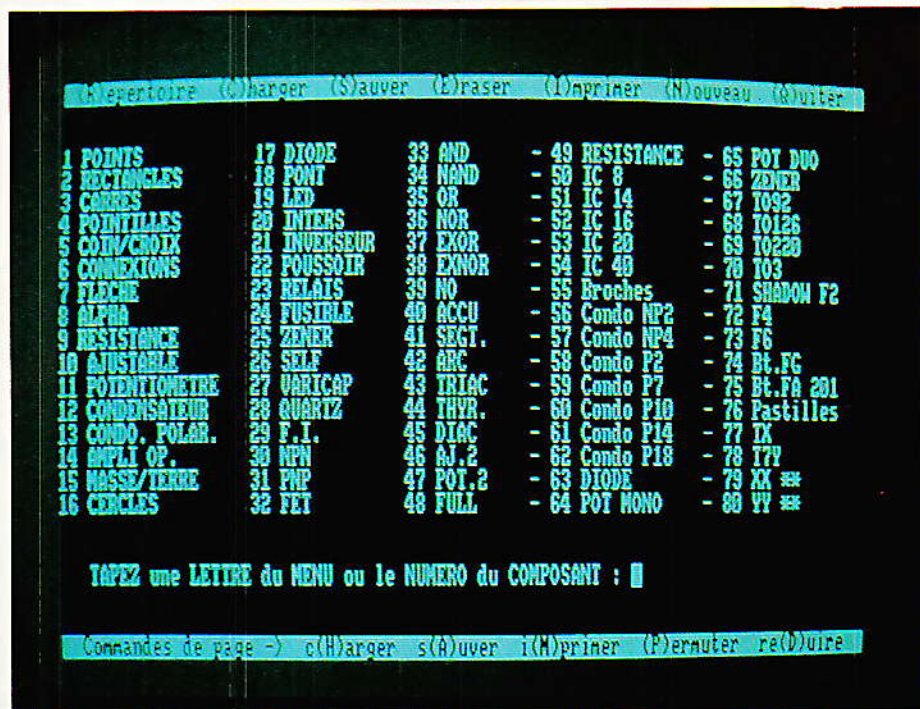 (R)epertoire (C)harger (S)auver (E)raser (I)mprimer (N)ouveau (Q)uiter
1 POINTS 17 DIODE 33 AND - 49 RESISTANCE - 65 POT DUO
2 RECTANGLES 18 PONT 34 NAND - 50 IC 8 - 66 ZENER
3 CARRES 19 LED 35 OR - 51 IC 14 - 67 TO92
4 POINTILLES 20 INTERS 36 NOR - 52 IC 16 - 68 TO126
5 COIN/CROIX 21 INVERSEUR 37 EXOR - 53 IC 20 - 69 TO220
6 CONNEXIONS 22 POUSSOIR 38 EXNOR - 54 IC 40 - 70 TO3
7 FLECHE 23 RELAIS 39 NO - 55 Broches - 71 SHADOW F2
8 ALPHA 24 FUSIBLE 40 ACCU - 56 Condo NP2 - 72 F4
9 RESISTANCE 25 ZENER 41 SEGT. - 57 Condo NP4 - 73 F6
10 AJUSTABLE 26 SELF 42 ARC - 58 Condo P2 - 74 Bt.FG
11 POTENTIOMETRE 27 VARICAP 43 TRIAC - 59 Condo P7 - 75 Bt.FA 201
12 CONDENSATEUR 28 QUARTZ 44 THYR. - 60 Condo P10 - 76 Pastilles
13 CONDO. POLAR. 29 F.I. 45 DIAC - 61 Condo P14 - 77 TX
14 AMPLI OP. 30 NPN 46 AJ.2 - 62 Condo P18 - 78 T?Y
15 MASSE/TERRE 31 PNP 47 POT.2 - 63 DIODE - 79 XX **
16 CERCLES 32 FET 48 FULL - 64 POT MONO - 80 YY **
TAPEZ une LETTRE du MENU ou le NUMERO du COMPOSANT :
Commandes de page -> c(H)arger s(A)uver i(M)primer (P)ermuter re(D)uire